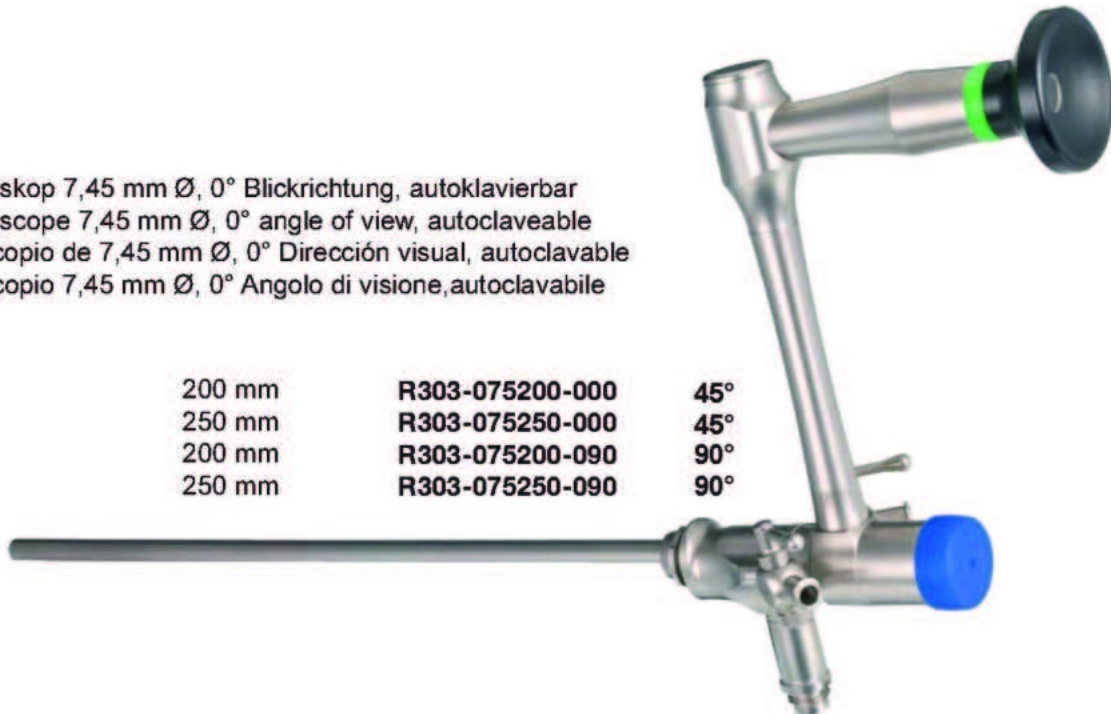 skop 7,45 mm Ø, 0° Blickrichtung, autoklavierbar
scope 7,45 mm Ø, 0° angle of view, autoclaveable
copio de 7,45 mm Ø, 0° Dirección visual, autoclavable
copio 7,45 mm Ø, 0° Angolo di visione,autoclavabile
200 mm R303-075200-000 45°
250 mm R303-075250-000 45°
200 mm R303-075200-090 90°
250 mm R303-075250-090 90°